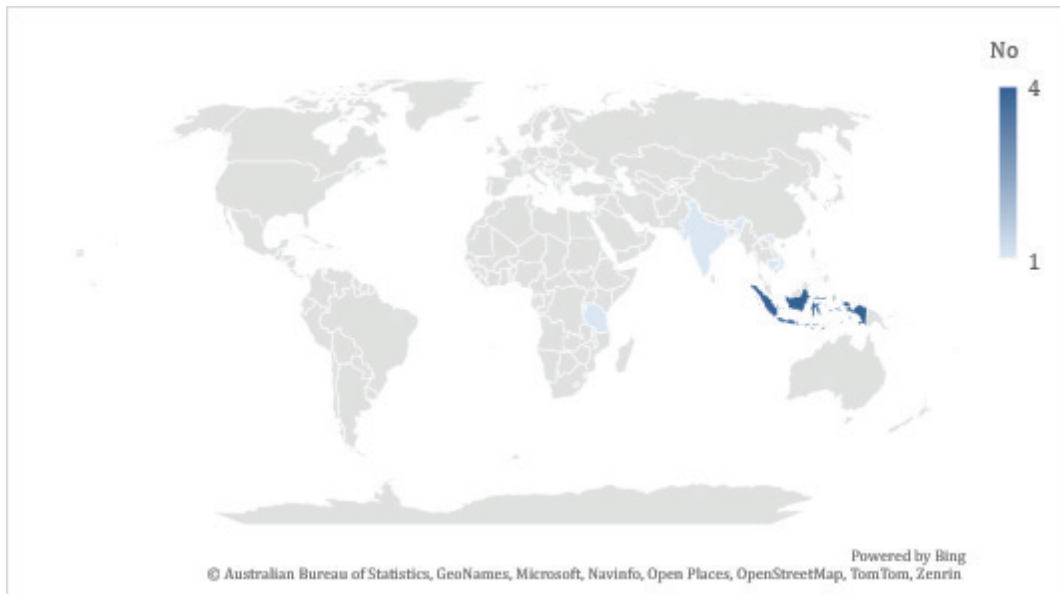 No
4
1
Powered by Bing
© Australian Bureau of Statistics, GeoNames, Microsoft, Navinfo, Open Places, OpenStreetMap, TomTom, Zenrin